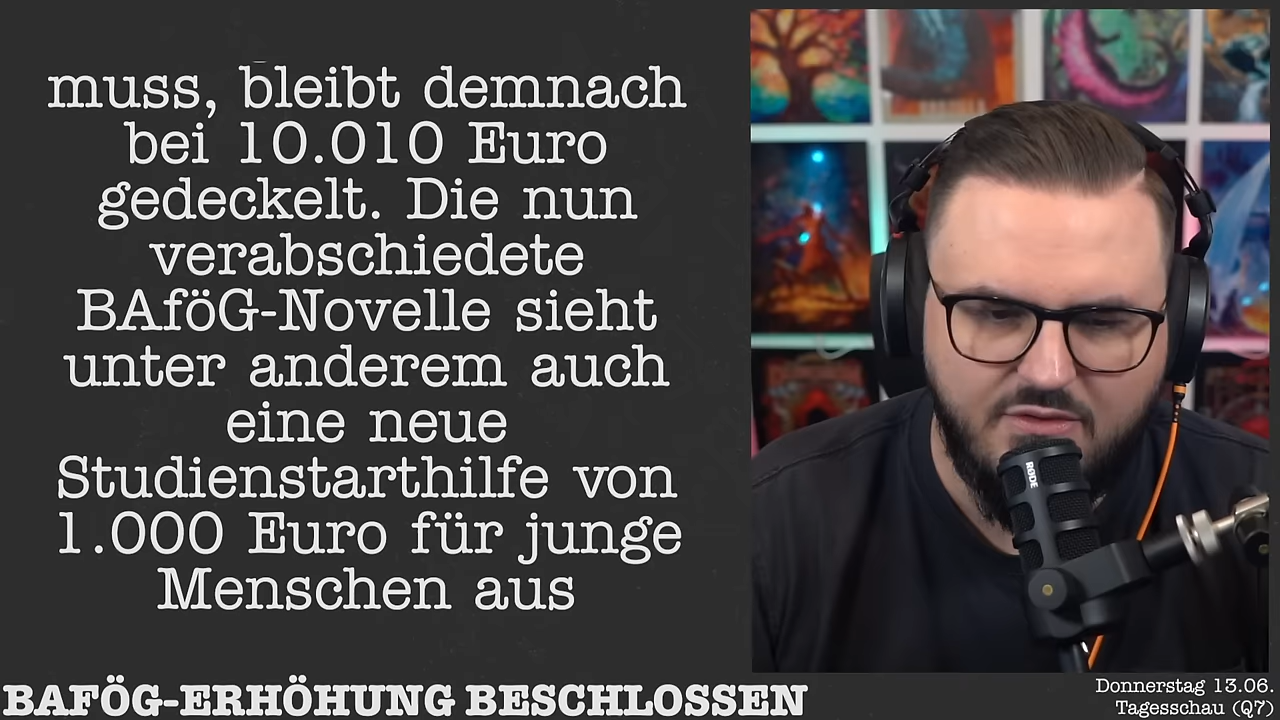 muss, bleibt demnach
bei 10.010 Euro
gedeckelt. Die nun
verabschiedete
BAföG-Novelle sieht
unter anderem auch
eine neue
Studienstarthilfe von
1.000 Euro für junge
Menschen aus
RØDE
BAFÖG-ERHÖHUNG BESCHLOSSEN
Donnerstag 13.06.
Tagesschau (Q7)